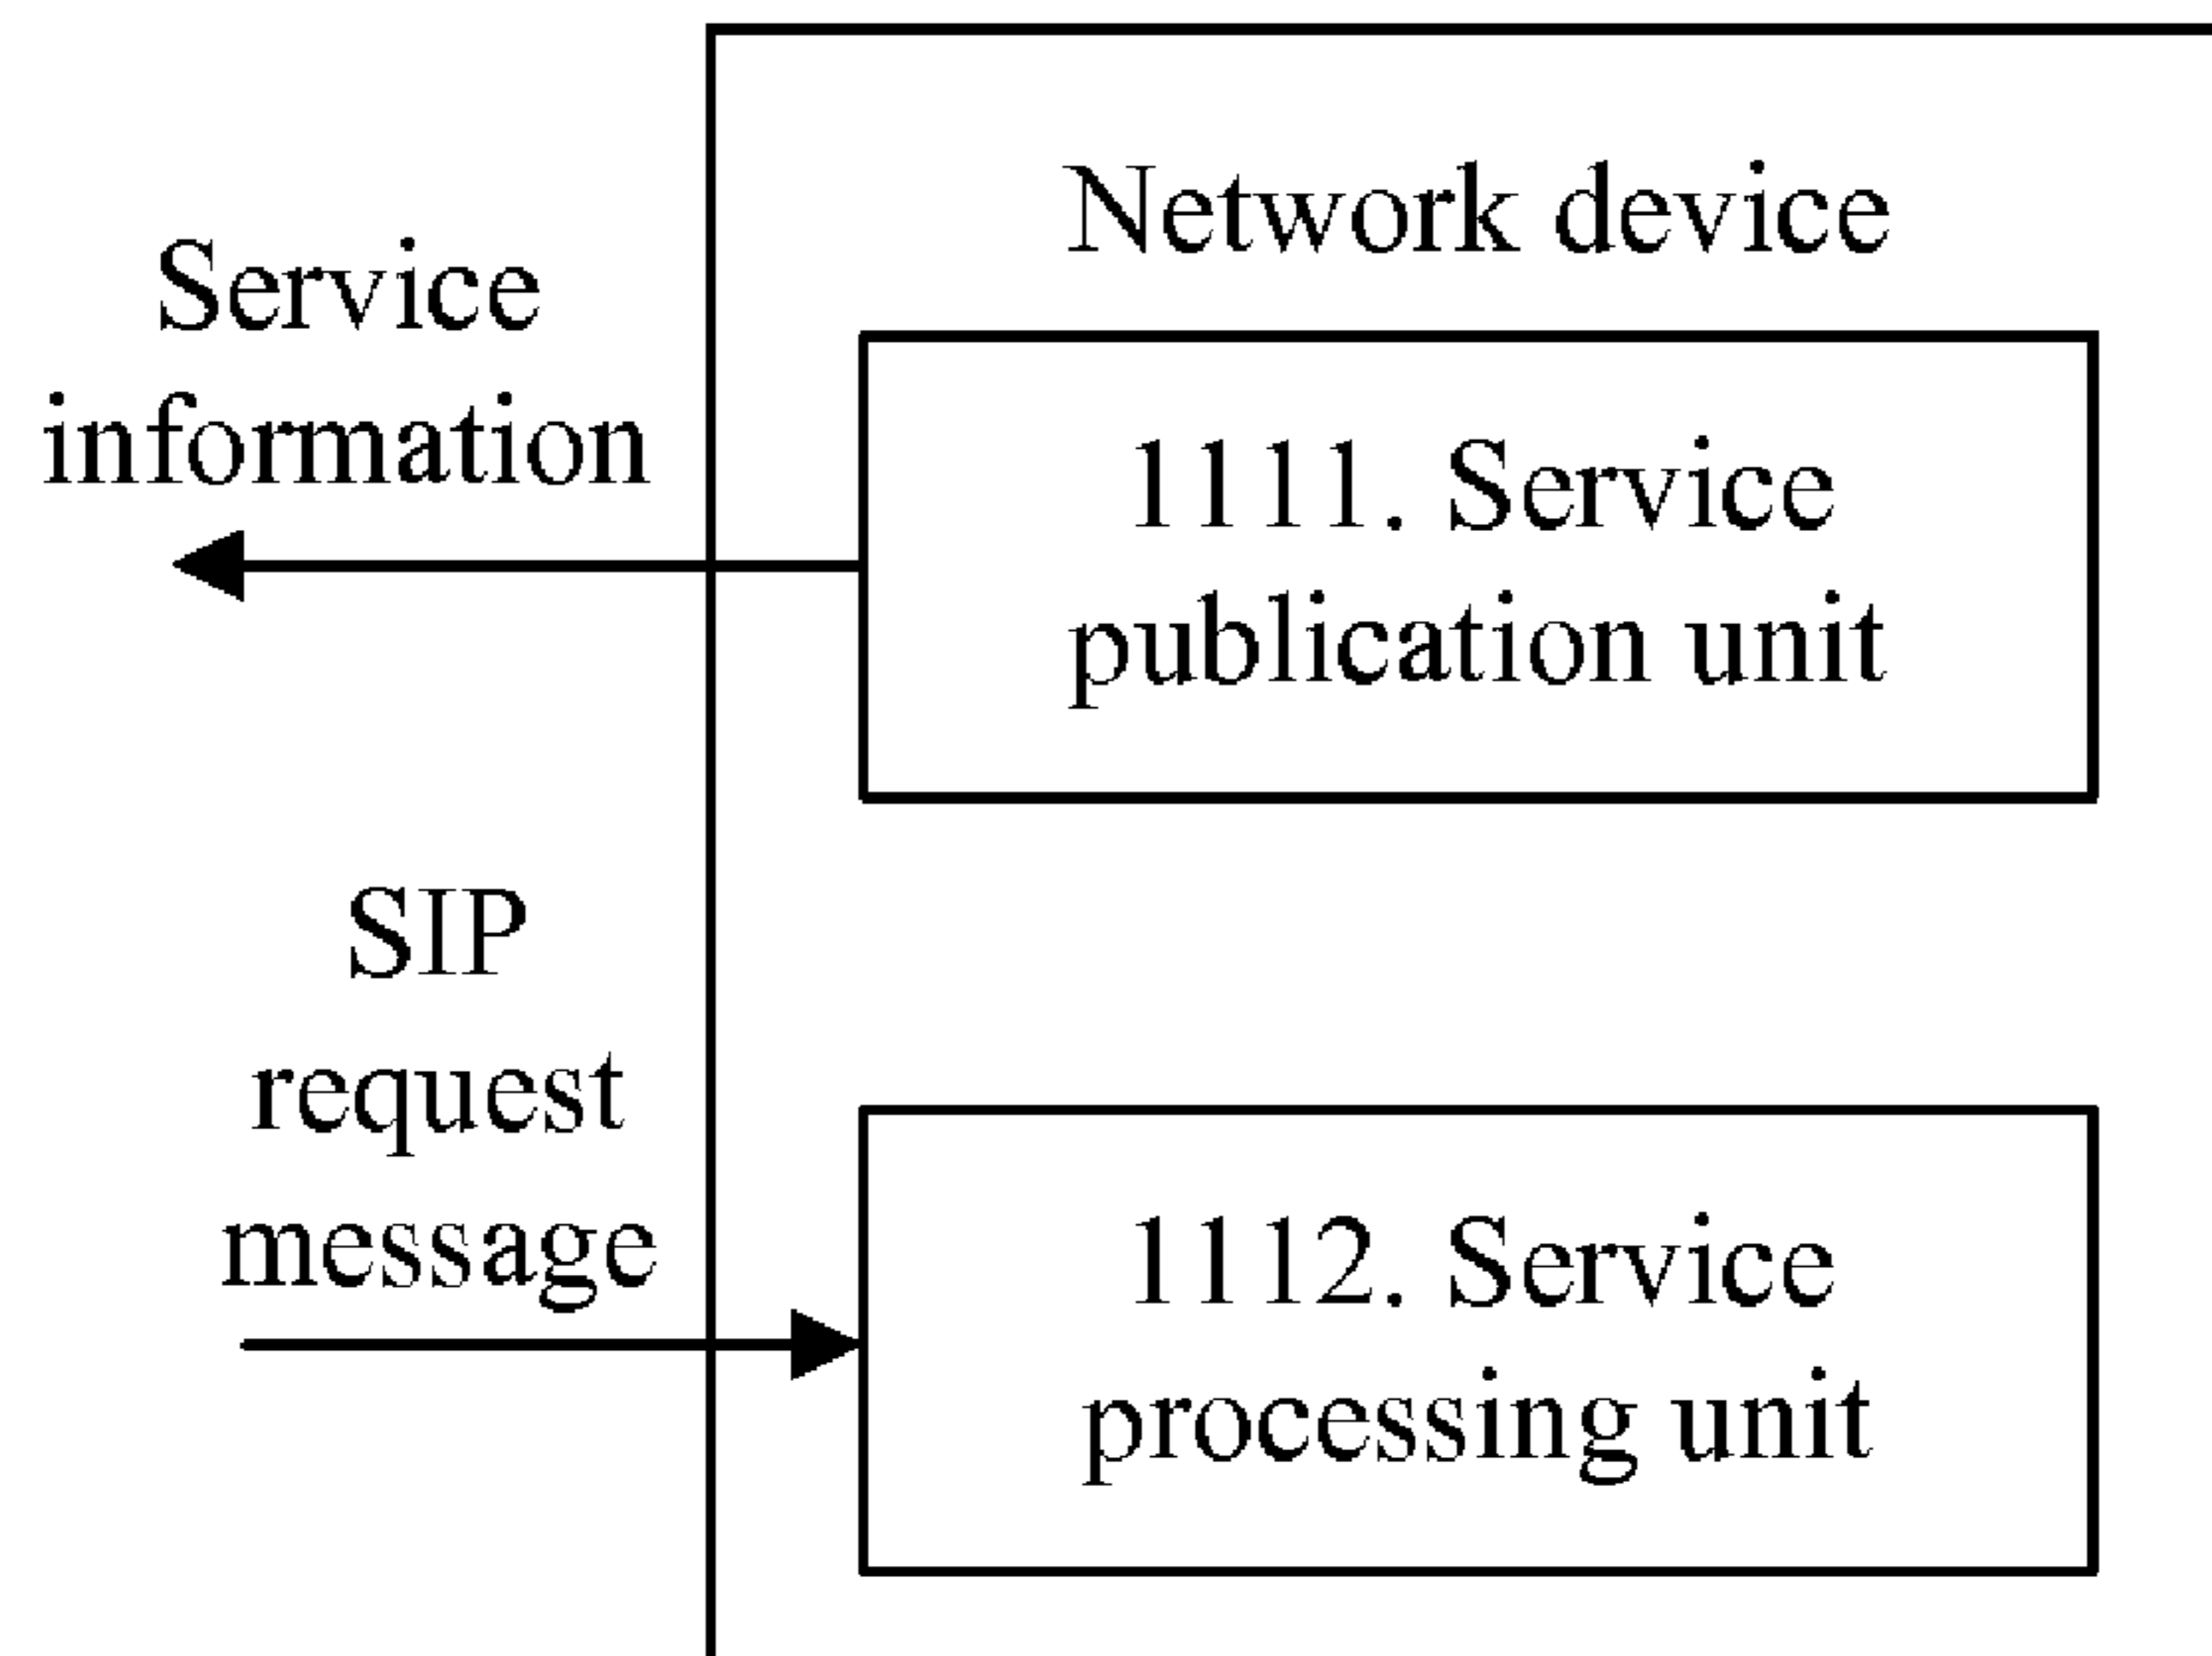 Network device
Service
information
1111. Service
publication unit
SIP
request
message
1112. Service
processing unit